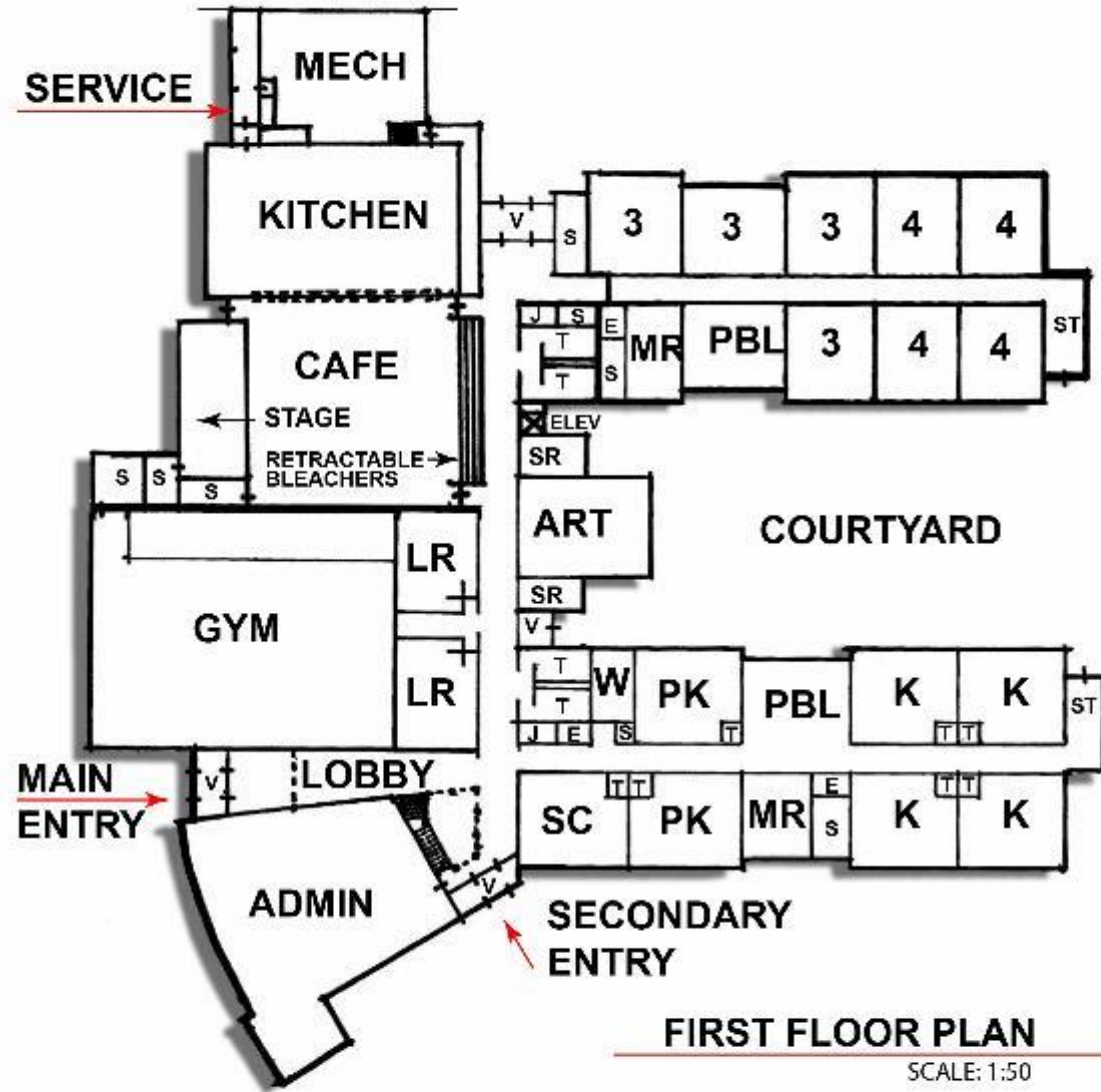 MECH
SERVICE
KITCHEN
V
S
3
3
3
4
4
J
S
E
T
T
S
MR
PBL
3
4
4
ST
CAFE
STAGE
RETRACTABLE
BLEACHERS
ELEV
SR
S
S
S
ART
COURTYARD
LR
SR
GYM
V
LR
T
T
W
PK
PBL
K
K
ST
J
E
S
T
T
T
MAIN
ENTRY
V
LOBBY
SC
T
T
PK
MR
E
S
K
T
T
K
ADMIN
V
SECONDARY
ENTRY
FIRST FLOOR PLAN
SCALE: 1:50